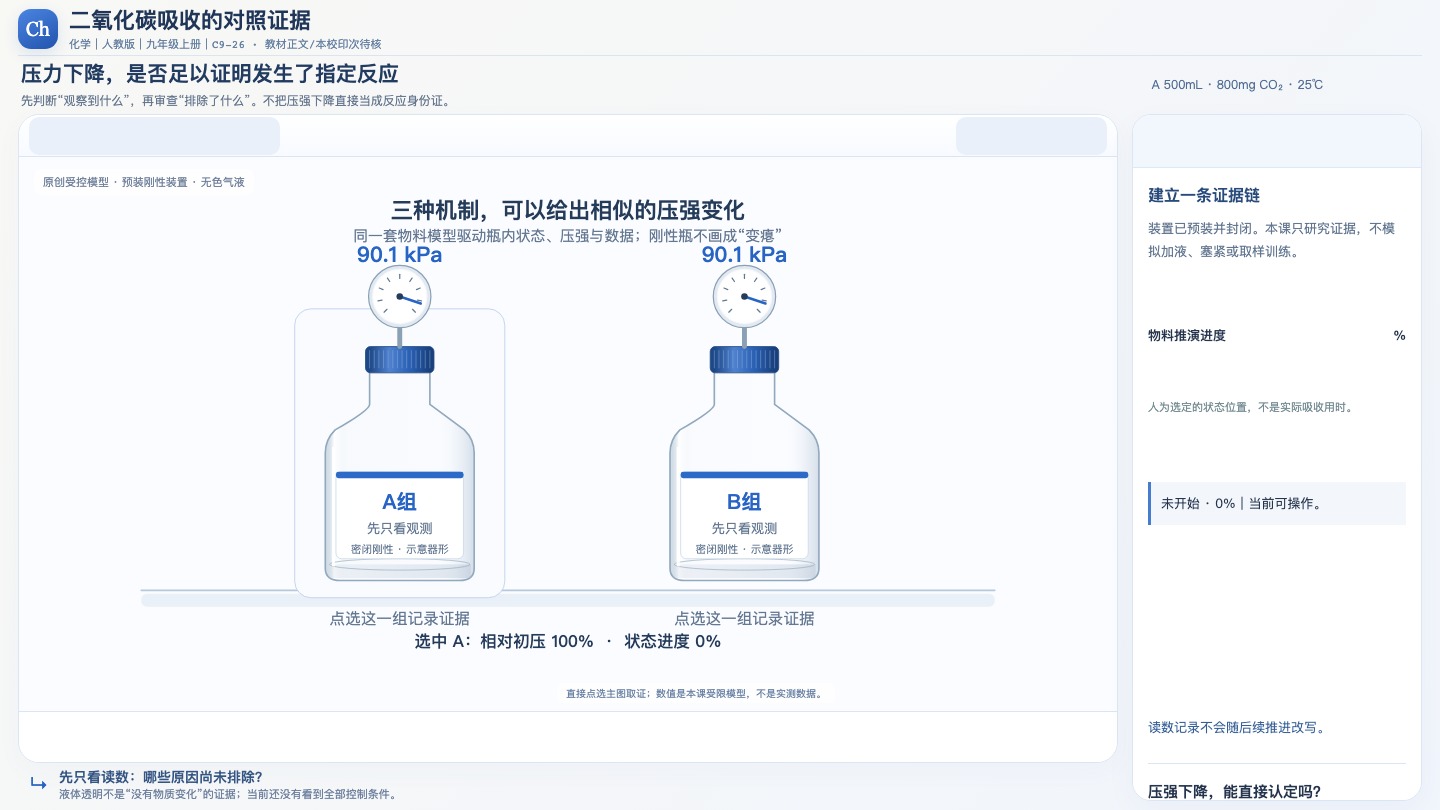 Ch
二氧化碳吸收的对照证据
化学｜人教版｜九年级上册｜C9-26 · 教材正文/本校印次待核
压力下降，是否足以证明发生了指定反应
先判断“观察到什么”，再审查“排除了什么”。不把压强下降直接当成反应身份证。
A 500mL · 800mg CO₂ · 25℃
原创受控模型 · 预装刚性装置 · 无色气液
三种机制，可以给出相似的压强变化
同一套物料模型驱动瓶内状态、压强与数据；刚性瓶不画成“变瘪”
90.1 kPa
90.1 kPa
A组
先只看观测
密闭刚性 · 示意器形
B组
先只看观测
密闭刚性 · 示意器形
点选这一组记录证据
点选这一组记录证据
选中 A：相对初压 100% · 状态进度 0%
直接点选主图取证；数值是本课受限模型，不是实测数据。
先只看读数：哪些原因尚未排除？
液体透明不是“没有物质变化”的证据；当前还没有看到全部控制条件。
建立一条证据链
装置已预装并封闭。本课只研究证据，不模
拟加液、塞紧或取样训练。
物料推演进度 %
人为选定的状态位置，不是实际吸收用时。
未开始 · 0%｜当前可操作。
读数记录不会随后续推进改写。
压强下降，能直接认定吗？